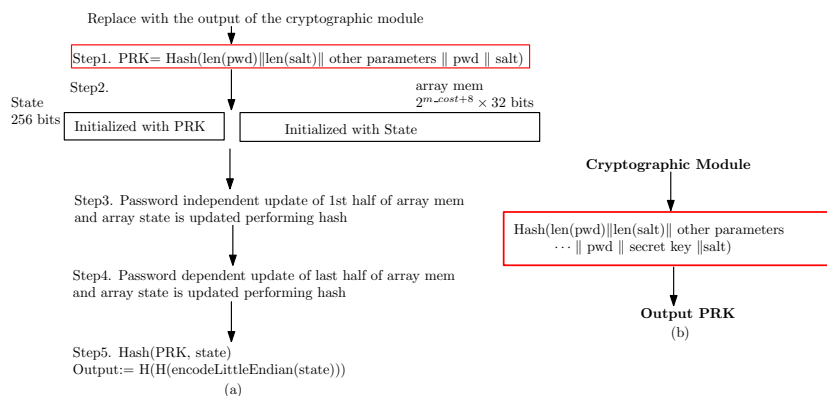 Replace with the output of the cryptographic module
Step1. PRK= Hash(len(pwd)∥len(salt)∥ other parameters ∥ pwd ∥ salt)
Step2.
array mem
2^{m_cost+8} × 32 bits
State
256 bits
Initialized with PRK
Initialized with State
Step3. Password independent update of 1st half of array mem
and array state is updated performing hash
Step4. Password dependent update of last half of array mem
and array state is updated performing hash
Step5. Hash(PRK, state)
Output:= H(H(encodeLittleEndian(state)))
(a)
Cryptographic Module
Hash(len(pwd)∥len(salt)∥ other parameters
⋯ ∥ pwd ∥ secret key ∥salt)
Output PRK
(b)